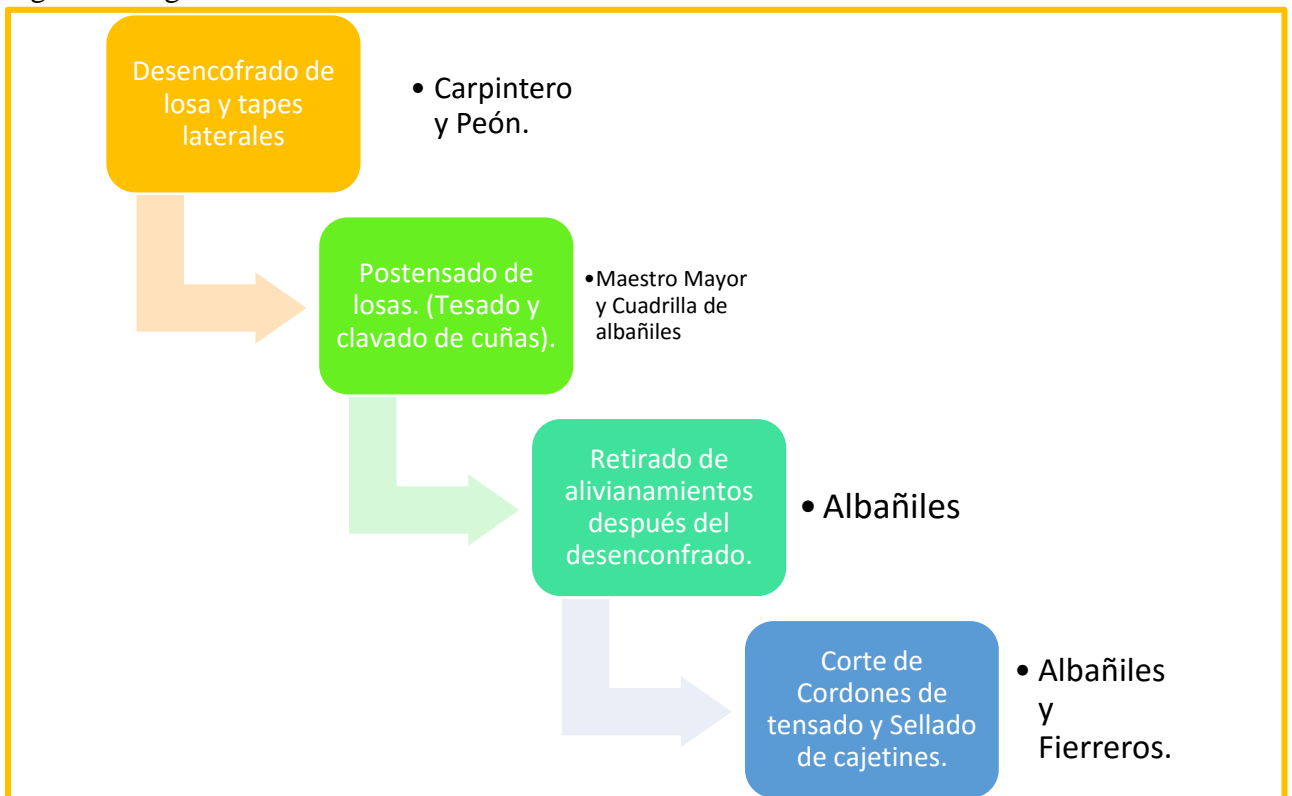 Desencofrado de
losa y tapes
laterales
• Carpintero
y Peón.
Postensado de
losas. (Tesado y
clavado de cuñas).
•Maestro Mayor
y Cuadrilla de
albañiles
Retirado de
alivianamientos
después del
desenconfrado.
• Albañiles
Corte de
Cordones de
tensado y Sellado
de cajetines.
• Albañiles
y
Fierreros.